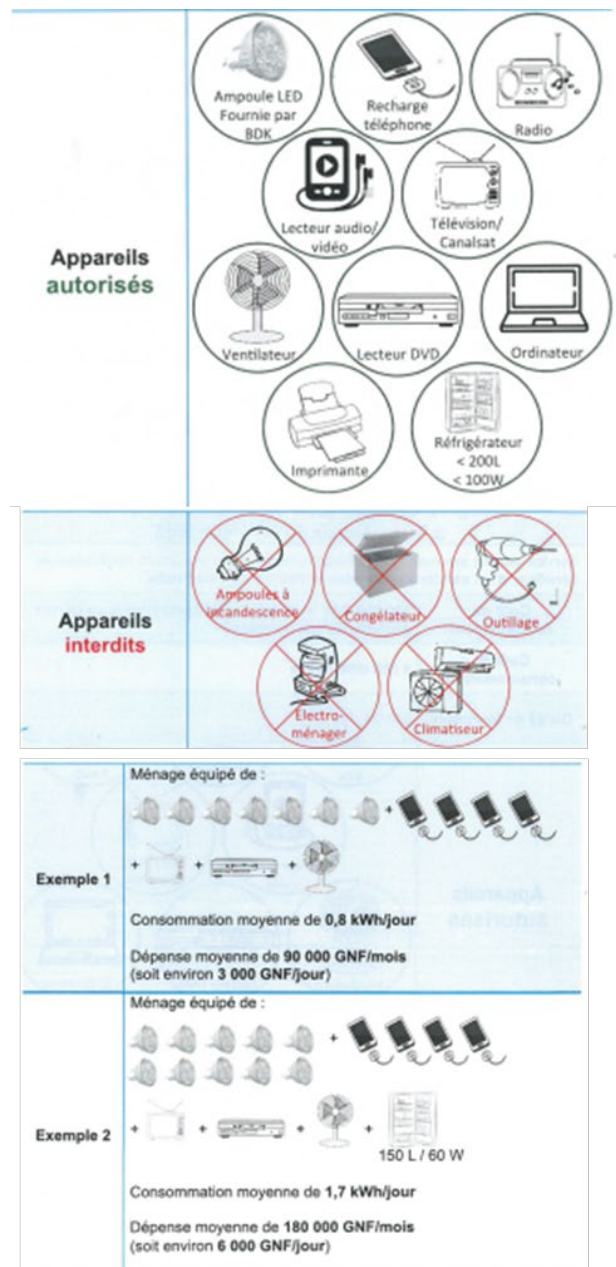 Ampoule LED
Fournie par
BDK
Recharge
téléphone
Radio
Lecteur audio/
vidéo
Télévision/
Canalsat
Appareils
autorisés
Ventilateur
Lecteur DVD
Ordinateur
Imprimante
Réfrigérateur
< 200L
< 100W
Appareils
interdits
Ampoules à
incandescence
Congélateur
Outillage
Électro-
ménager
Climatiseur
Exemple 1
Ménage équipé de :
+
+ + +
Consommation moyenne de 0,8 kWh/jour
Dépense moyenne de 90 000 GNF/mois
(soit environ 3 000 GNF/jour)
Exemple 2
Ménage équipé de :
+
+ + + +
150 L / 60 W
Consommation moyenne de 1,7 kWh/jour
Dépense moyenne de 180 000 GNF/mois
(soit environ 6 000 GNF/jour)